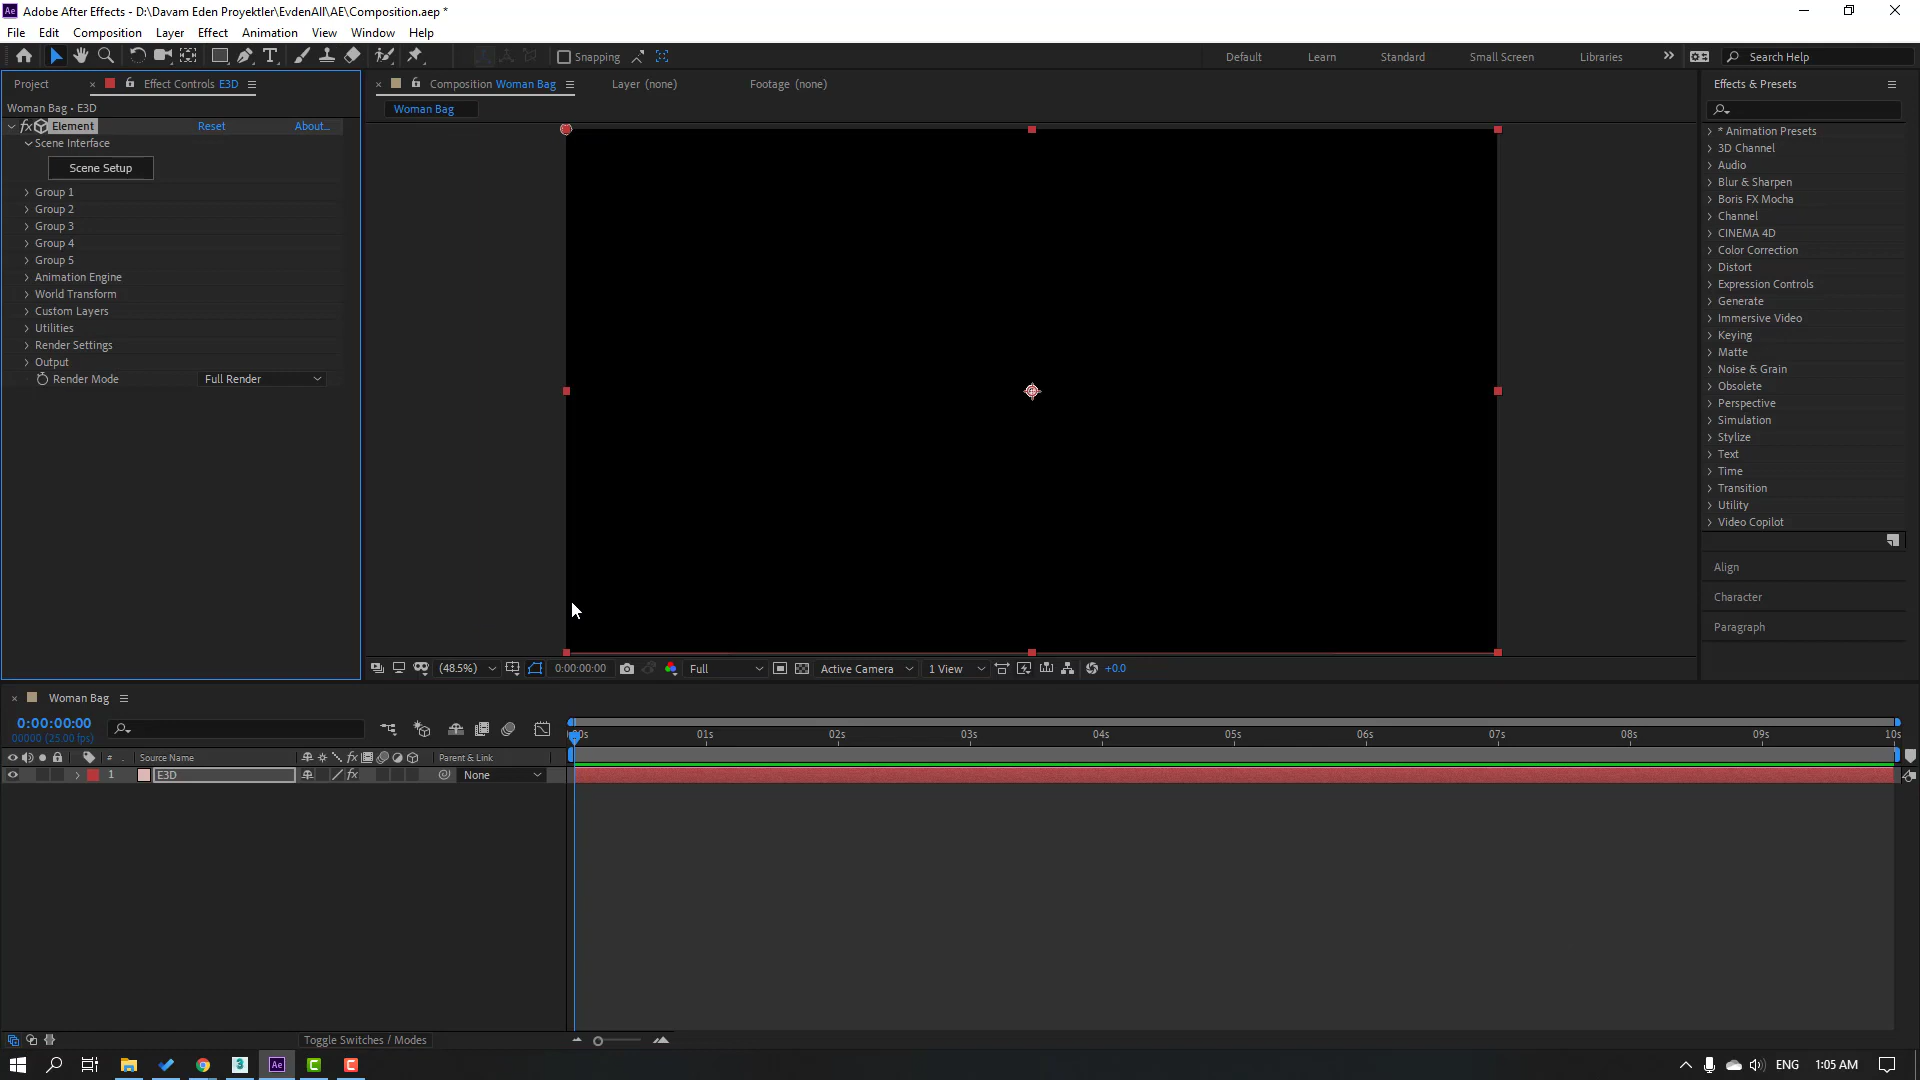 Adobe After Effects - D:\Davam Eden Proyektler\EvdenAll\AE\Composition.aep *
File Edit Composition Layer Effect Animation View Window Help
Snapping
Default Learn Standard Small Screen Libraries Search Help
Project Effect Controls E3D
Composition Woman Bag Layer (none) Footage (none)
Effects & Presets
Woman Bag • E3D
Woman Bag
Element Reset About...
Scene Interface
Scene Setup
Group 1
Group 2
Group 3
Group 4
Group 5
Animation Engine
World Transform
Custom Layers
Utilities
Render Settings
Output
Render Mode Full Render
* Animation Presets
3D Channel
Audio
Blur & Sharpen
Boris FX Mocha
Channel
CINEMA 4D
Color Correction
Distort
Expression Controls
Generate
Immersive Video
Keying
Matte
Noise & Grain
Obsolete
Perspective
Simulation
Stylize
Text
Time
Transition
Utility
Video Copilot
Align
Character
Paragraph
(48.5%) 0:00:00:00 Full Active Camera 1 View +0.0
Woman Bag
0:00:00:00
00000 (25.00 fps)
01s 02s 03s 04s 05s 06s 07s 08s 09s 10s
# Source Name Parent & Link
1 E3D None
Toggle Switches / Modes
ENG 1:05 AM